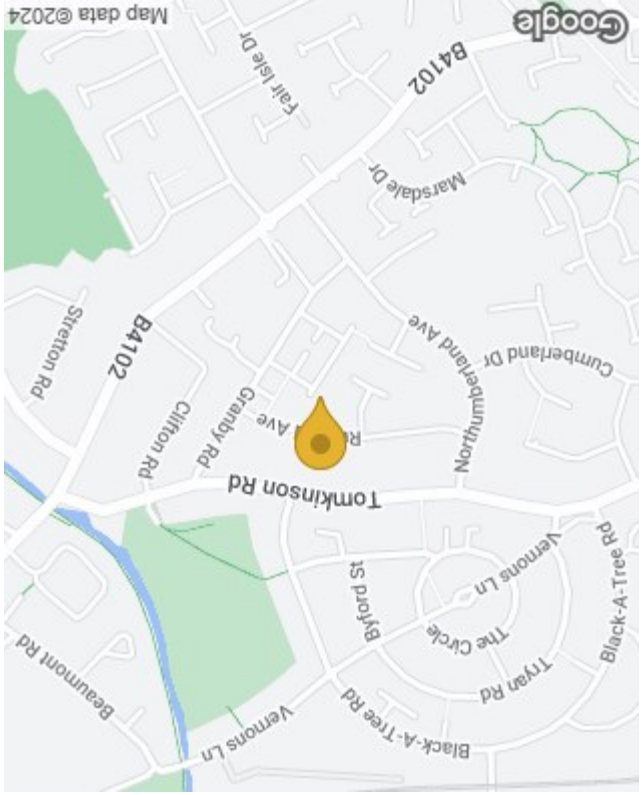 Black-A-Tree Rd
Vernons Ln
Tryan Rd
Beaumont Rd
The Circle
Byford St
Black-A-Tree Rd
Vernons Ln
Tomkinson Rd
Ave
Clifton Rd
Granby Rd
Northumberland Ave
Cumberland Dr
Stretton Rd
B4102
Marsdale Dr
B4102
Fair Isle Dr
Google
Map data ©2024